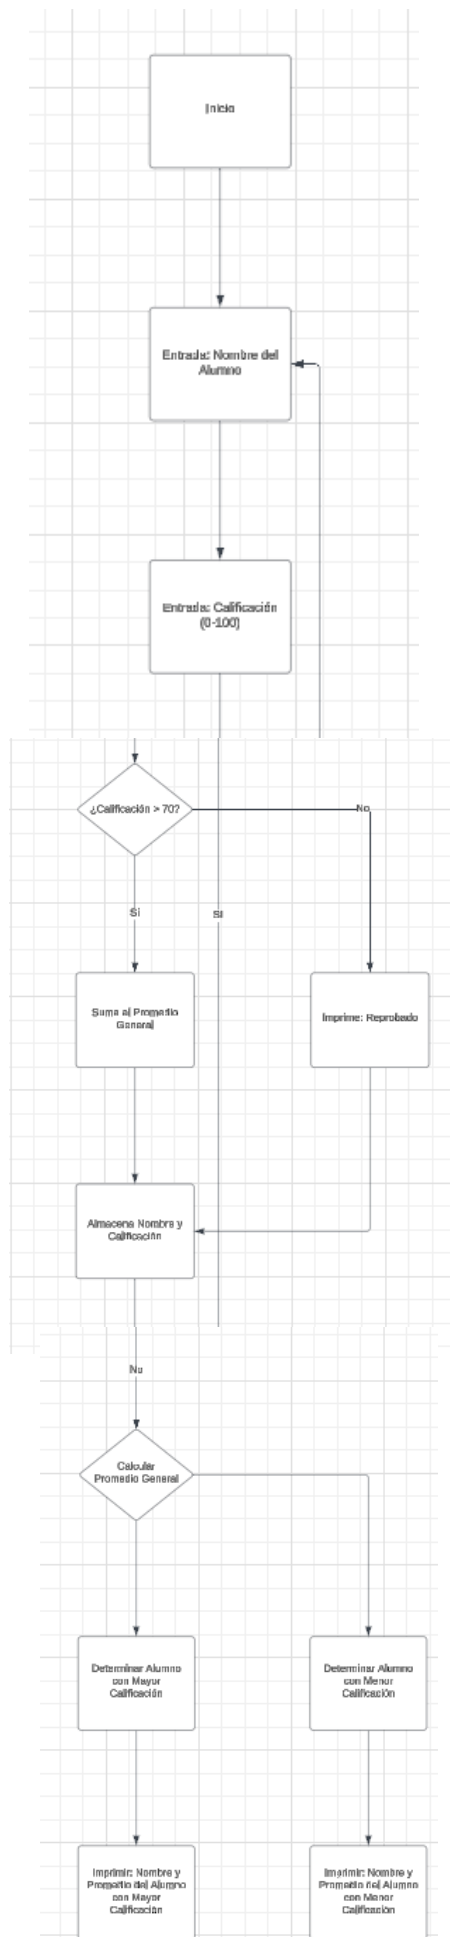 Inicio
Entrada: Nombre del
Alumno
Entrada: Calificación
(0-100)
¿Calificación > 70?
No
Si
Si
Suma al Promedio
General
Imprime: Reprobado
Almacena Nombre y
Calificación
No
Calcular
Promedio General
Determinar Alumno
con Mayor
Calificación
Determinar Alumno
con Menor
Calificación
Imprimir: Nombre y
Promedio del Alumno
con Mayor
Calificación
Imprimir: Nombre y
Promedio del Alumno
con Menor
Calificación